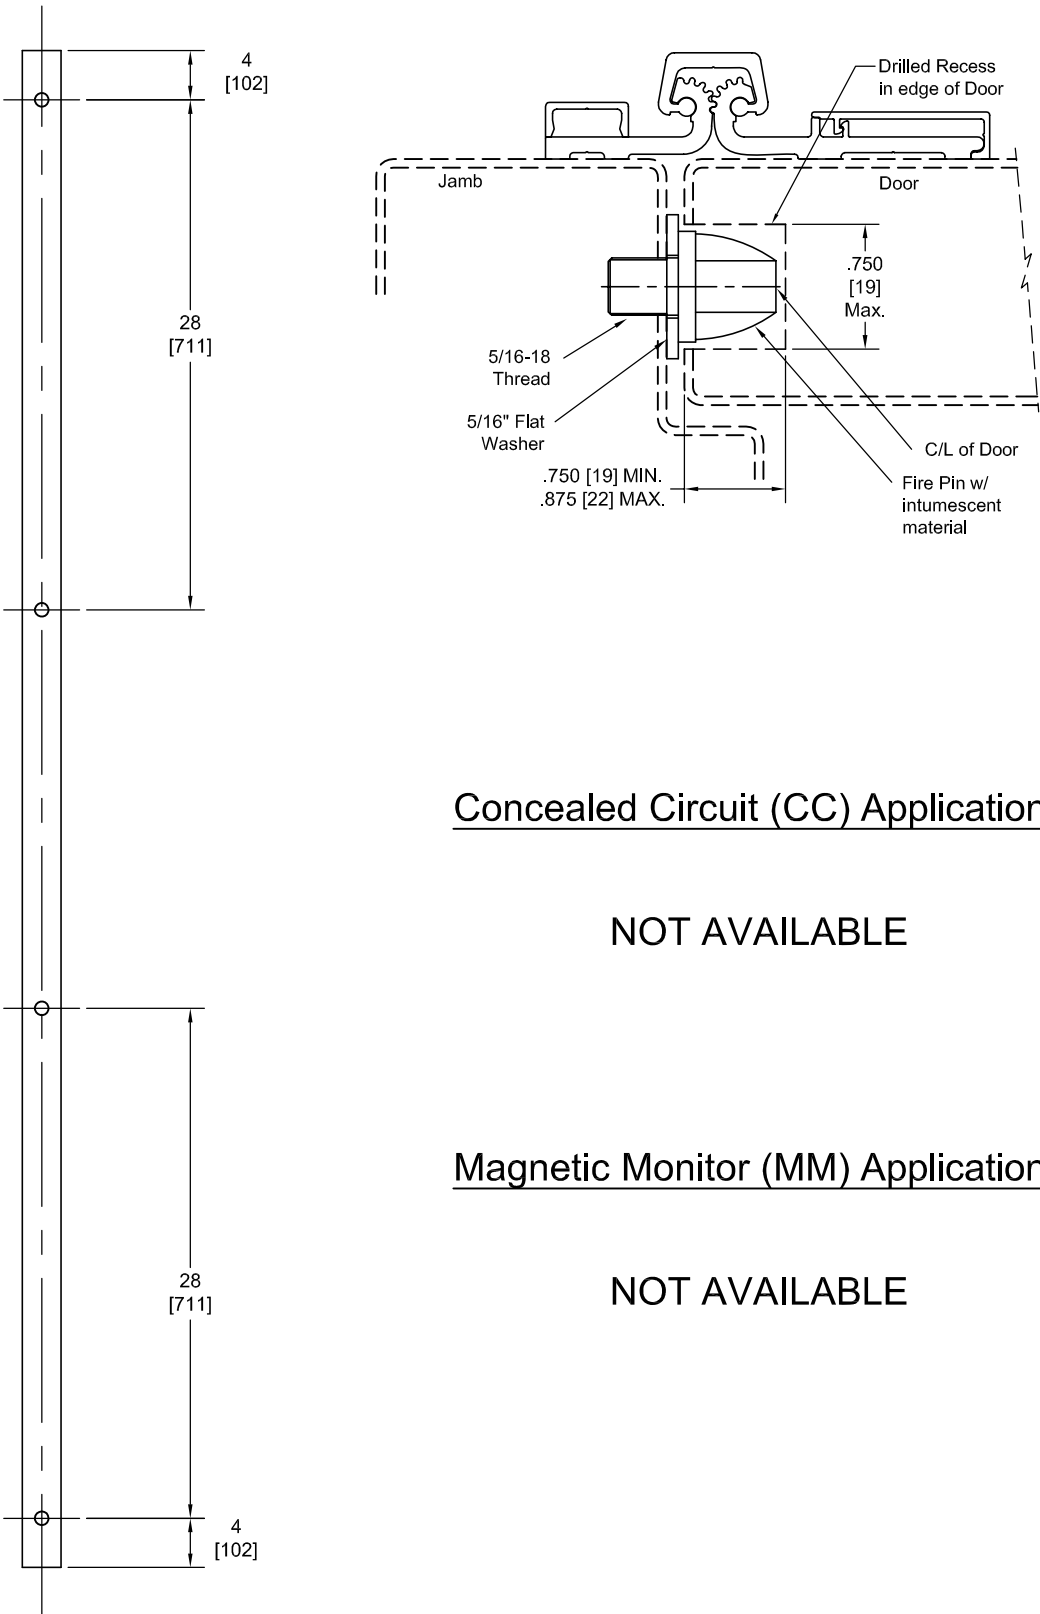 4
[102]
28
[711]
28
[711]
4
[102]
Drilled Recess
in edge of Door
Jamb
Door
.750
[19]
Max.
5/16-18
Thread
5/16" Flat
Washer
C/L of Door
.750 [19] MIN.
.875 [22] MAX.
Fire Pin w/
intumescent
material
Concealed Circuit (CC) Application
NOT AVAILABLE
Magnetic Monitor (MM) Application
NOT AVAILABLE